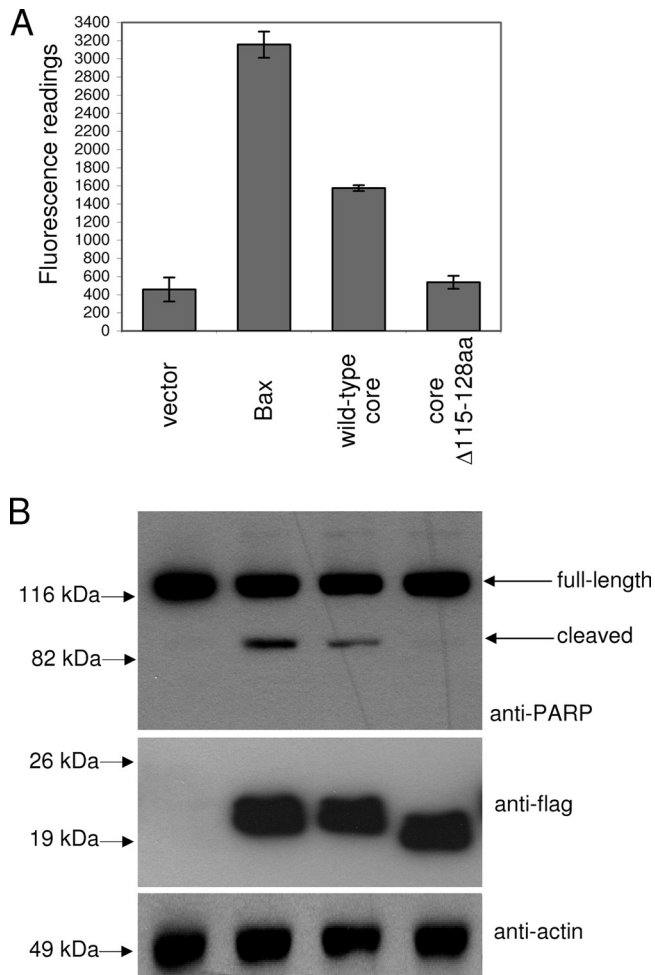 A
Fluorescence readings
3400
3200
3000
2800
2600
2400
2200
2000
1800
1600
1400
1200
1000
800
600
400
200
0
vector
Bax
wild-type
core
core
Δ115-128aa
B
116 kDa
82 kDa
full-length
cleaved
anti-PARP
26 kDa
19 kDa
anti-flag
49 kDa
anti-actin